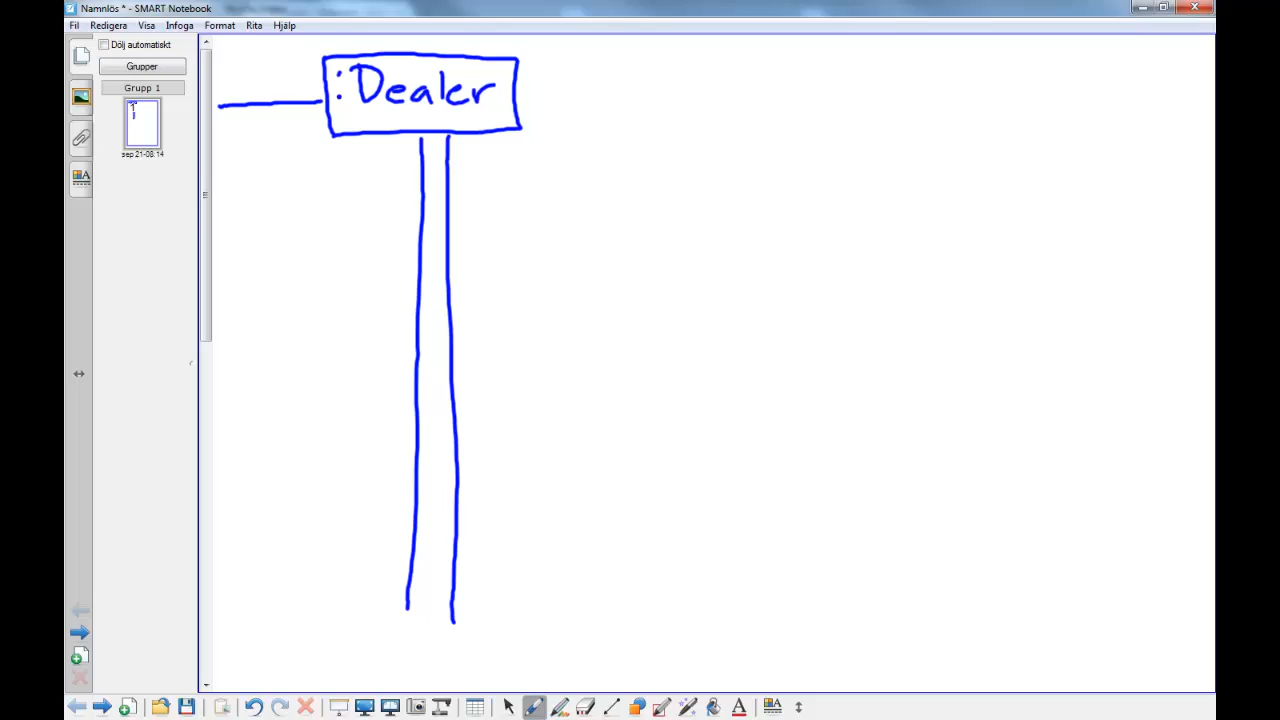 Namnlös * - SMART Notebook
Fil Redigera Visa Infoga Format Rita Hjälp
Dölj automatiskt
Grupper
Grupp 1
sep 21-08.14
:Dealer